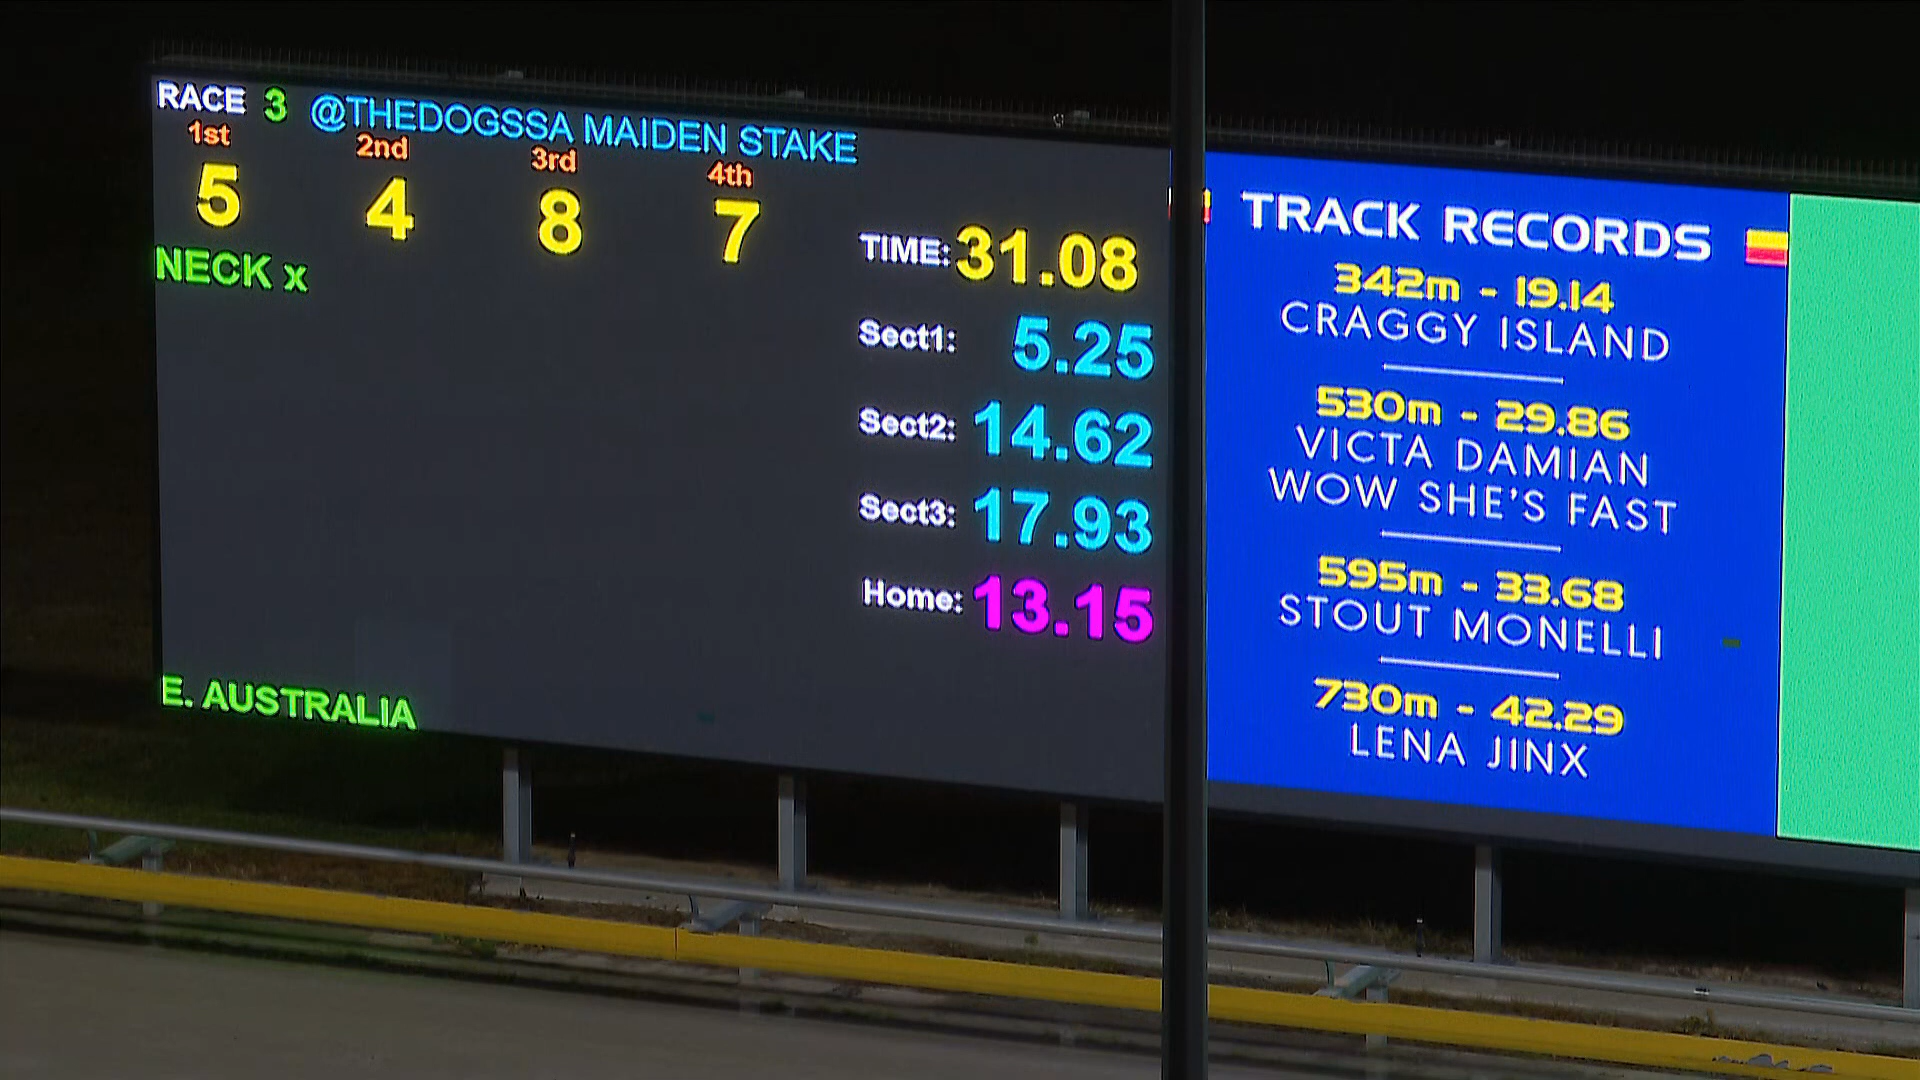 RACE 3 @THEDOGSSA MAIDEN STAKE
1st 2nd 3rd 4th
5 4 8 7
NECK x
TIME: 31.08
Sect1: 5.25
Sect2: 14.62
Sect3: 17.93
Home: 13.15
E. AUSTRALIA
TRACK RECORDS
342m - 19.14
CRAGGY ISLAND
530m - 29.86
VICTA DAMIAN
WOW SHE'S FAST
595m - 33.68
STOUT MONELLI
730m - 42.29
LENA JINX